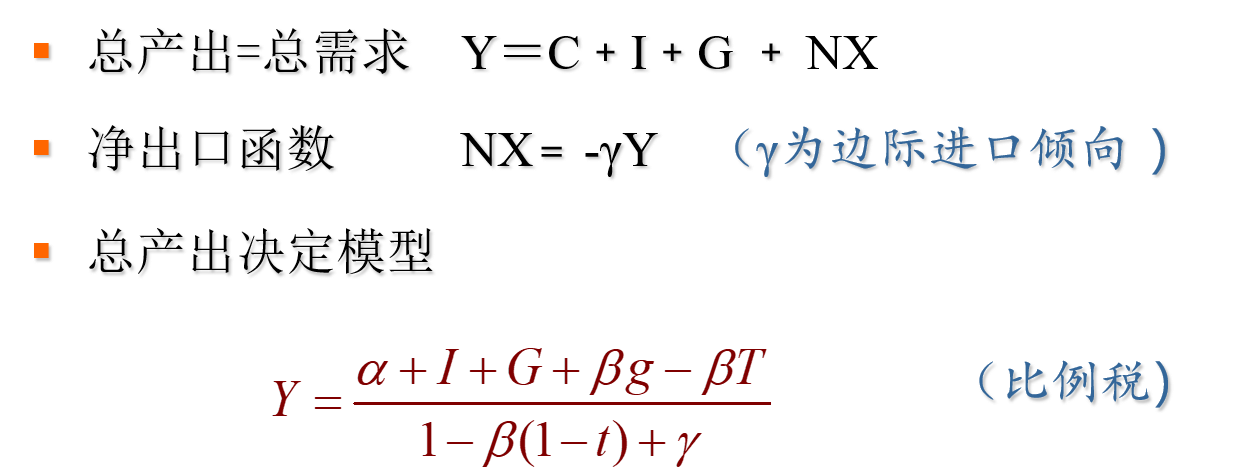 ▪ 总产出=总需求 Y＝C + I + G + NX
▪ 净出口函数 NX = -γY （γ为边际进口倾向 )
▪ 总产出决定模型
Y = \frac{α + I + G + βg − βT}{1 − β(1 − t) + γ} （比例税)